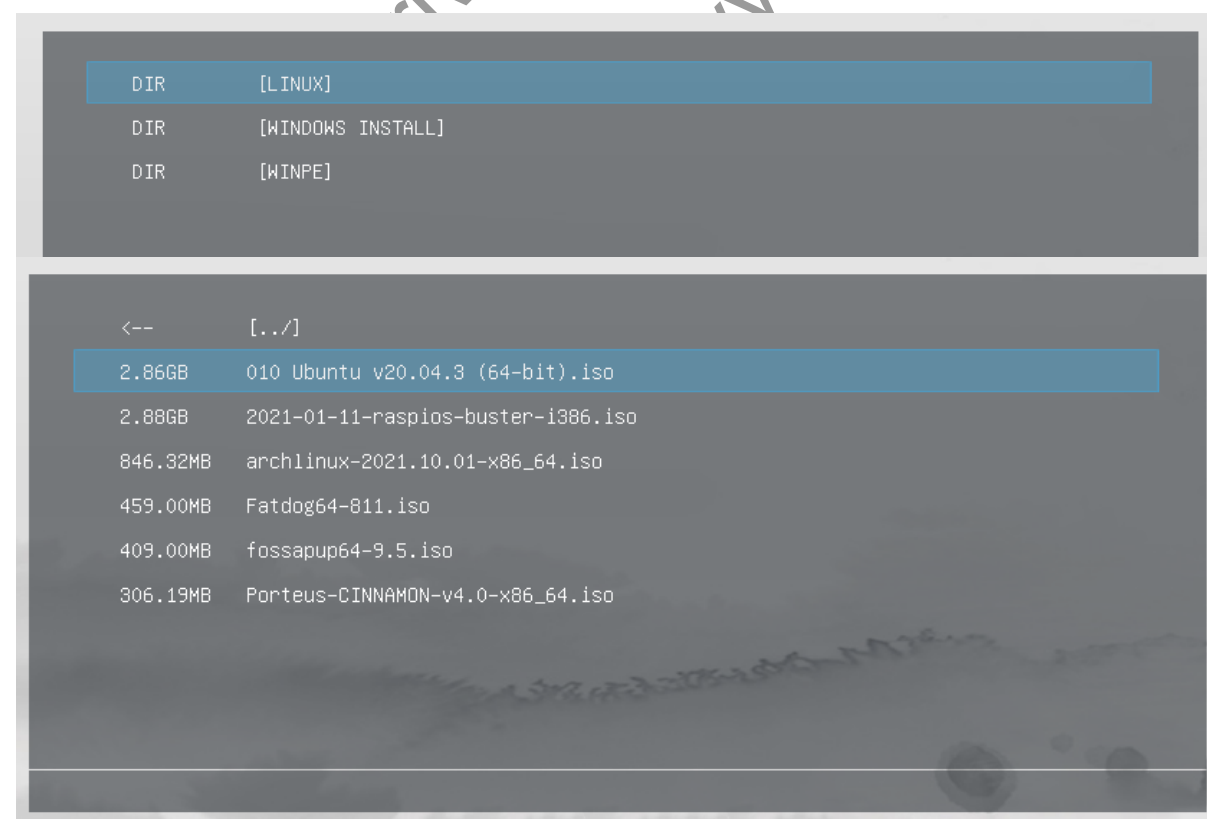 DIR [LINUX]
DIR [WINDOWS INSTALL]
DIR [WINPE]
<-- [../]
2.86GB 010 Ubuntu v20.04.3 (64-bit).iso
2.88GB 2021-01-11-raspios-buster-i386.iso
846.32MB archlinux-2021.10.01-x86_64.iso
459.00MB Fatdog64-811.iso
409.00MB fossapup64-9.5.iso
306.19MB Porteus-CINNAMON-v4.0-x86_64.iso